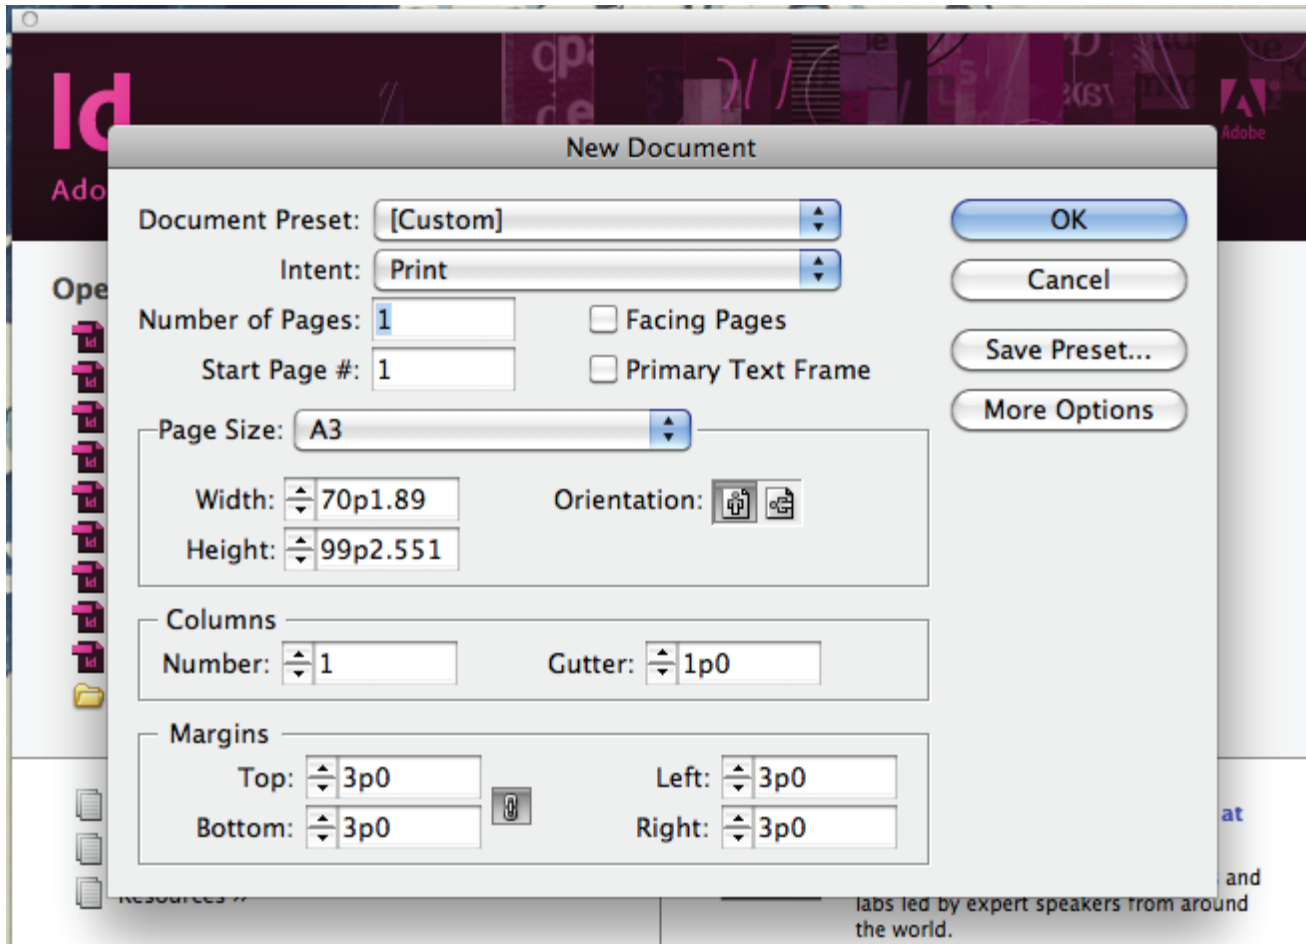 Id
Adobe
Ado
New Document
Document Preset: [Custom]
OK
Intent: Print
Cancel
Ope
Number of Pages: 1
Facing Pages
Start Page #: 1
Primary Text Frame
Save Preset...
More Options
Page Size: A3
Width: 70p1.89
Orientation:
Height: 99p2.551
Columns
Number: 1
Gutter: 1p0
Margins
Top: 3p0
Left: 3p0
Bottom: 3p0
Right: 3p0
at
and
Resources »
labs led by expert speakers from around
the world.